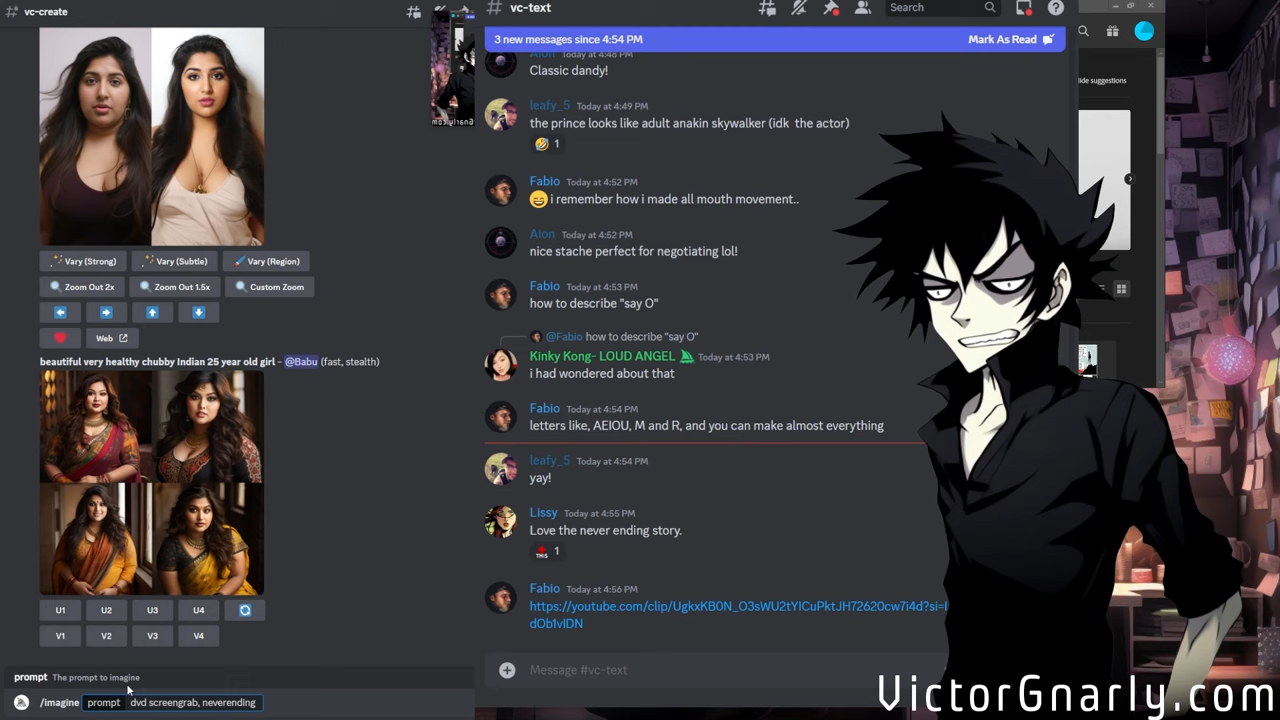 vc-create
Vary (Strong)
Vary (Subtle)
Vary (Region)
Zoom Out 2x
Zoom Out 1.5x
Custom Zoom
Web
beautiful very healthy chubby Indian 25 year old girl - @Babu (fast, stealth)
U1 U2 U3 U4
V1 V2 V3 V4
prompt The prompt to imagine
/imagine prompt dvd screengrab, neverending
vc-text
Search
3 new messages since 4:54 PM
Mark As Read
Aion Today at 4:48 PM
Classic dandy!
leafy_5 Today at 4:49 PM
the prince looks like adult anakin skywalker (idk the actor)
1
Fabio Today at 4:52 PM
i remember how i made all mouth movement..
Aion Today at 4:52 PM
nice stache perfect for negotiating lol!
Fabio Today at 4:53 PM
how to describe "say O"
@Fabio how to describe "say O"
Kinky Kong- LOUD ANGEL Today at 4:53 PM
i had wondered about that
Fabio Today at 4:54 PM
letters like, AEIOU, M and R, and you can make almost everything
leafy_5 Today at 4:54 PM
yay!
Lissy Today at 4:55 PM
Love the never ending story.
THIS 1
Fabio Today at 4:56 PM
dOb1vIDN
Message #vc-text
ide suggestions
VictorGnarly.com